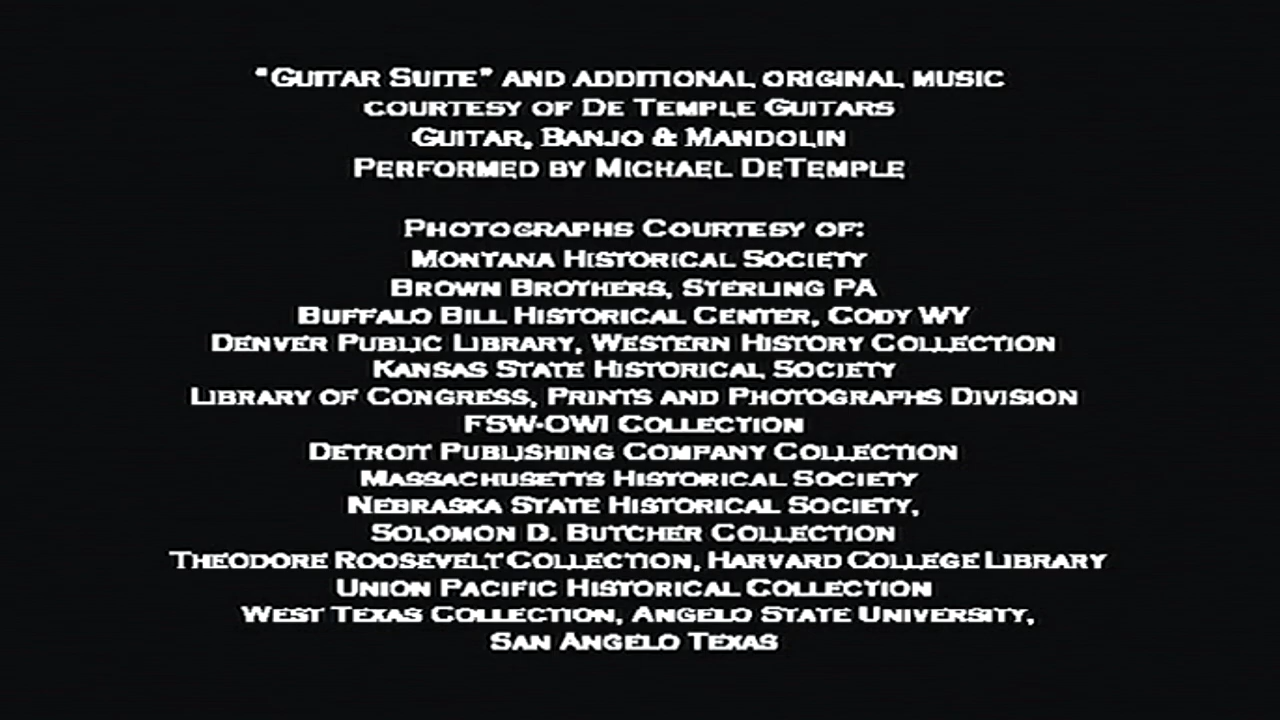 "Guitar Suite" and additional original music
courtesy of De Temple Guitars
Guitar, Banjo & Mandolin
Performed by Michael DeTemple
Photographs Courtesy of:
Montana Historical Society
Brown Brothers, Sterling PA
Buffalo Bill Historical Center, Cody WY
Denver Public Library, Western History Collection
Kansas State Historical Society
Library of Congress, Prints and Photographs Division
FSW-OWI Collection
Detroit Publishing Company Collection
Massachusetts Historical Society
Nebraska State Historical Society,
Solomon D. Butcher Collection
Theodore Roosevelt Collection, Harvard College Library
Union Pacific Historical Collection
West Texas Collection, Angelo State University,
San Angelo Texas